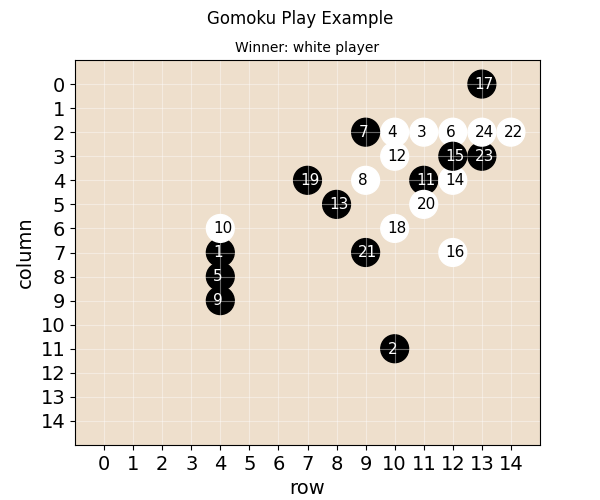 Gomoku Play Example
Winner: white player
0 17
1
2 7 4 3 6 24 22
3 12 15 23
4 19 8 11 14
5 13 20
6 10 18
7 1 21 16
8 5
9 9
10
11 2
12
13
14
column
0 1 2 3 4 5 6 7 8 9 10 11 12 13 14
row